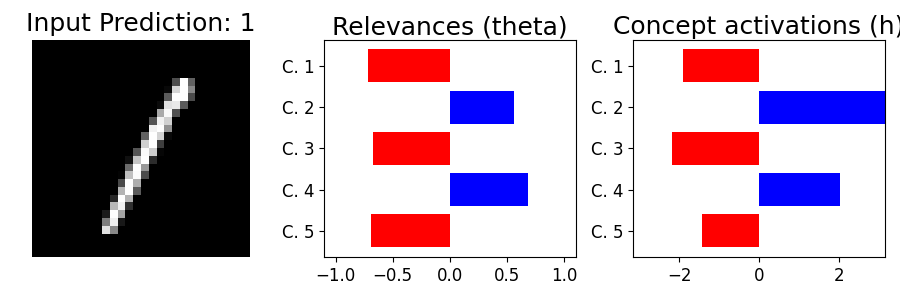 Input Prediction: 1
Relevances (theta)
Concept activations (h)
C. 1
C. 2
C. 3
C. 4
C. 5
−1.0 −0.5 0.0 0.5 1.0
C. 1
C. 2
C. 3
C. 4
C. 5
−2 0 2